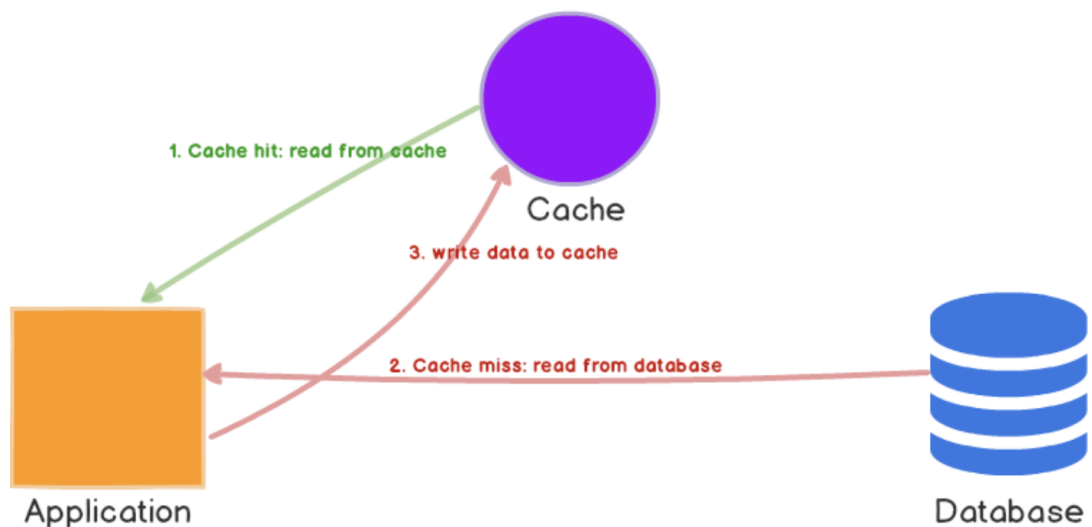 1. Cache hit: read from cache
Cache
3. write data to cache
2. Cache miss: read from database
Application
Database